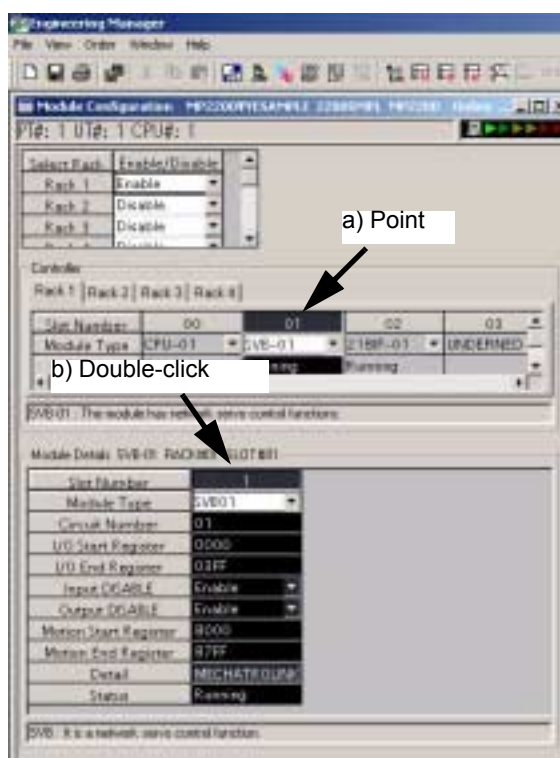 Engineering Manager
File View Order Window Help
Module Configuration MP2200
PT#: 1 UT#: 1 CPU#: 1
Select Rack Enable/Disable
Rack 1 Enable
Rack 2 Disable
Rack 3 Disable
a) Point
Controller
Rack 1 Rack 2 Rack 3 Rack 4
Slot Number 00 01 02 03
Module Type CPU-01 SVB-01 218IF-01 UNDEFINED
Running
b) Double-click
SVB-01 : The module has network servo control functions.
Module Details SVB-01
Slot Number 1
Module Type SVB01
Circuit Number 01
I/O Start Register 0000
I/O End Register 03FF
Input DISABLE Enable
Output DISABLE Enable
Motion Start Register 8000
Motion End Register 87FF
Detail
Status Running
SVB : It is a network servo control function.